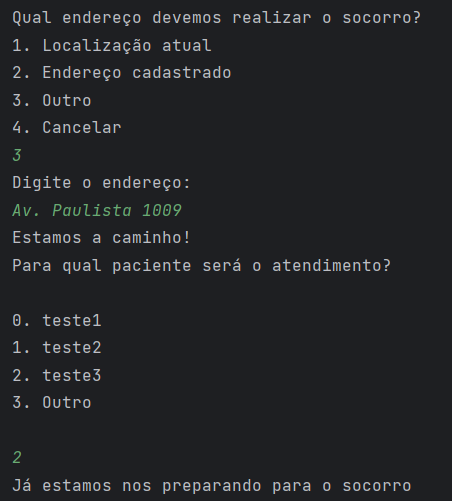 Qual endereço devemos realizar o socorro?
1. Localização atual
2. Endereço cadastrado
3. Outro
4. Cancelar
3
Digite o endereço:
Av. Paulista 1009
Estamos a caminho!
Para qual paciente será o atendimento?
0. teste1
1. teste2
2. teste3
3. Outro
2
Já estamos nos preparando para o socorro